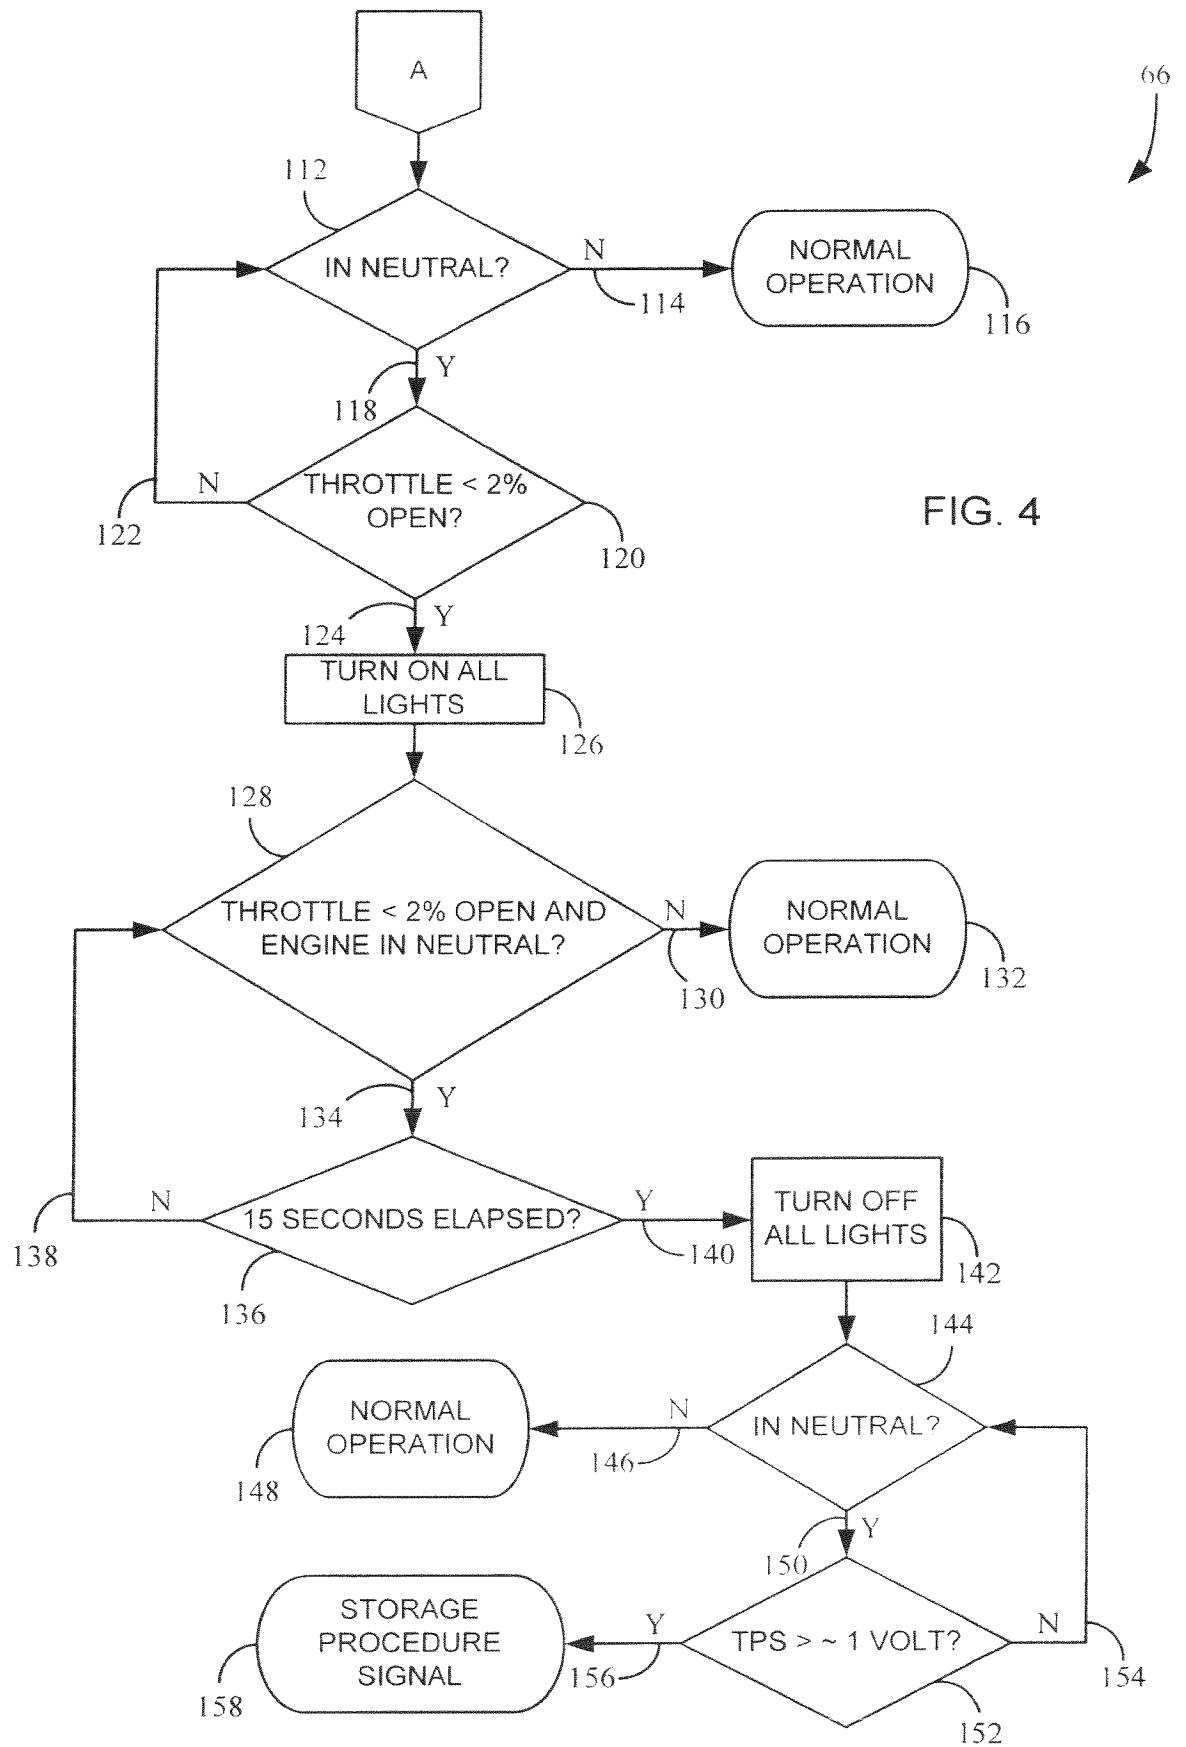 A
66
112
IN NEUTRAL?
N
114
NORMAL
OPERATION
116
118
Y
THROTTLE < 2%
OPEN?
N
122
120
FIG. 4
124
Y
TURN ON ALL
LIGHTS
126
128
THROTTLE < 2% OPEN AND
ENGINE IN NEUTRAL?
N
130
NORMAL
OPERATION
132
134
Y
15 SECONDS ELAPSED?
N
138
136
Y
140
TURN OFF
ALL LIGHTS
142
144
IN NEUTRAL?
N
146
NORMAL
OPERATION
148
150
Y
TPS > ~ 1 VOLT?
N
154
152
Y
156
STORAGE
PROCEDURE
SIGNAL
158